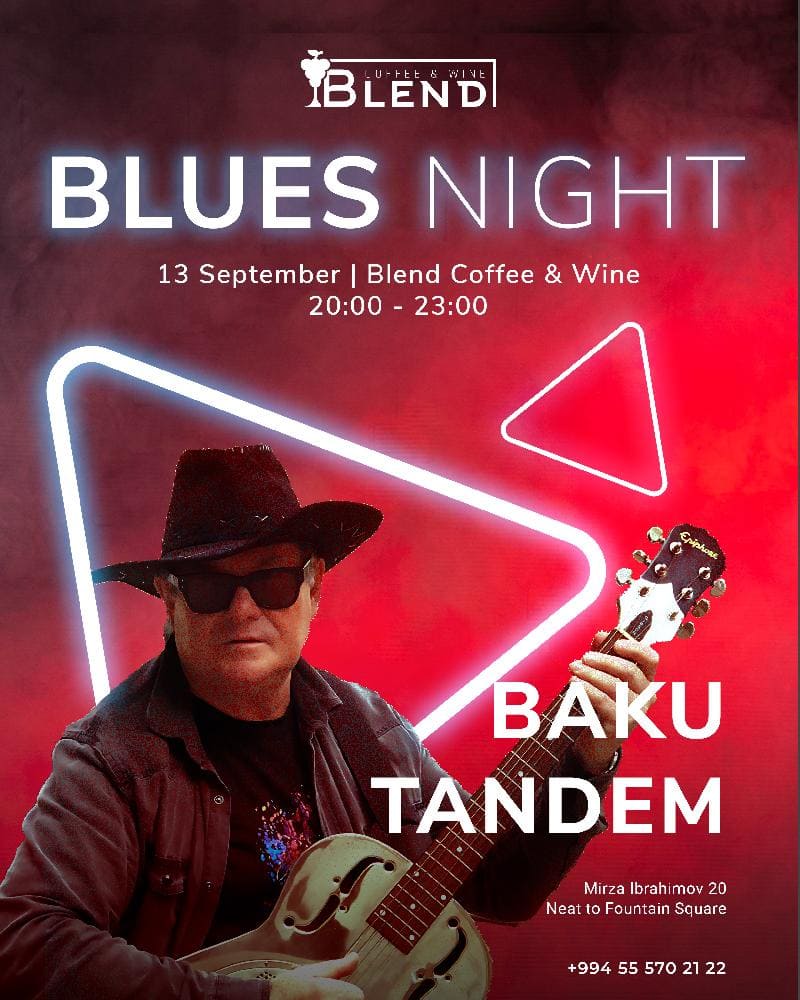 COFFEE & WINE
BLEND
BLUES NIGHT
13 September | Blend Coffee & Wine
20:00 - 23:00
Epiphone
BAKU
TANDEM
Mirza Ibrahimov 20
Neat to Fountain Square
+994 55 570 21 22